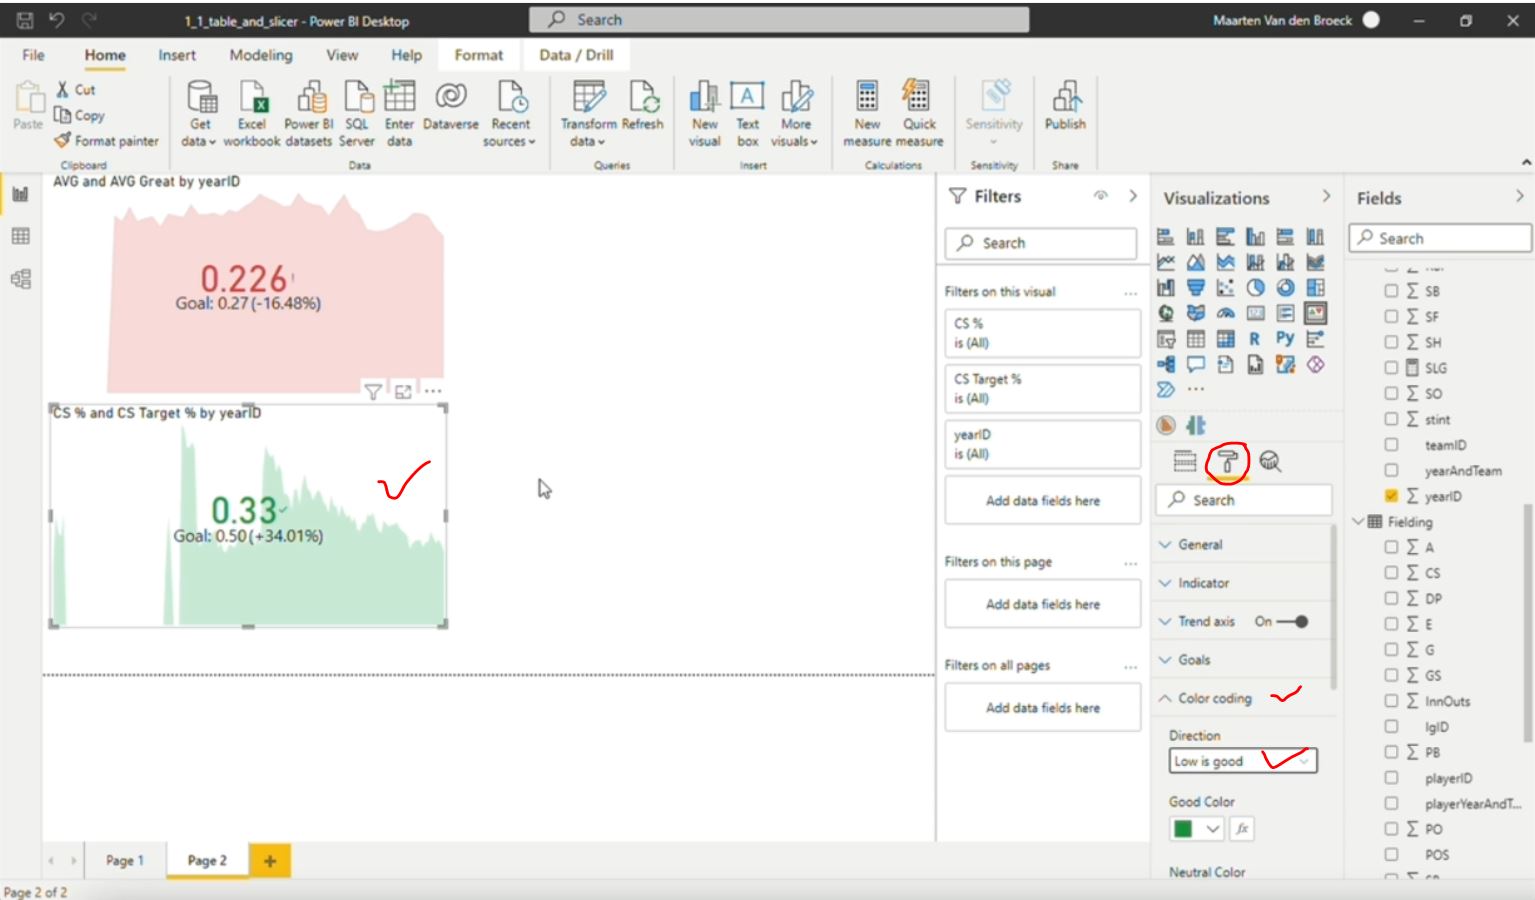 1_1_table_and_slicer - Power BI Desktop
Search
Maarten Van den Broeck
File
Home
Insert
Modeling
View
Help
Format
Data / Drill
Paste
Cut
Copy
Format painter
Get data
Excel workbook
Power BI datasets
SQL Server
Enter data
Dataverse
Recent sources
Transform data
Refresh
New visual
Text box
More visuals
New measure
Quick measure
Sensitivity
Publish
Clipboard
Data
Queries
Insert
Calculations
Sensitivity
Share
AVG and AVG Great by yearID
0.226!
Goal: 0.27 (-16.48%)
CS % and CS Target % by yearID
0.33
Goal: 0.50 (+34.01%)
Filters
Search
Filters on this visual
...
CS %
is (All)
CS Target %
is (All)
yearID
is (All)
Add data fields here
Filters on this page
...
Add data fields here
Filters on all pages
...
Add data fields here
Visualizations
R
Py
...
Search
General
Indicator
Trend axis On
Goals
Color coding
Direction
Low is good
Good Color
fx
Neutral Color
Fields
Search
SB
SF
SH
SLG
SO
stint
teamID
yearAndTeam
yearID
Fielding
A
CS
DP
E
G
GS
InnOuts
lgID
PB
playerID
playerYearAndT...
PO
POS
Page 1
Page 2
+
Page 2 of 2